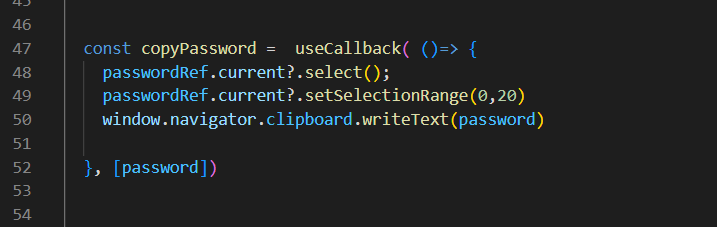 45
46
47 const copyPassword =  useCallback( ()=> {
48 passwordRef.current?.select();
49 passwordRef.current?.setSelectionRange(0,20)
50 window.navigator.clipboard.writeText(password)
51
52 }, [password])
53
54